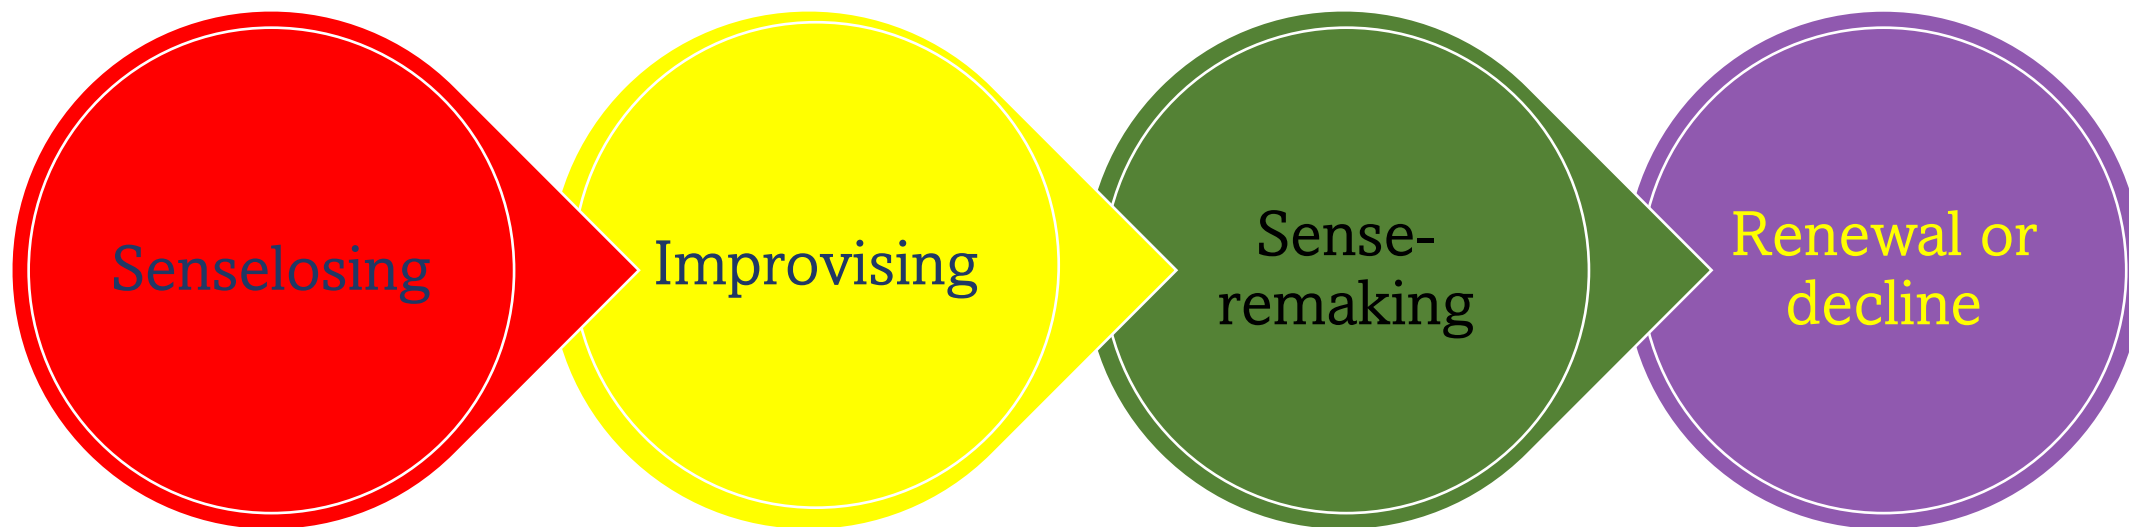 Senselosing
Improvising
Sense-
remaking
Renewal or
decline